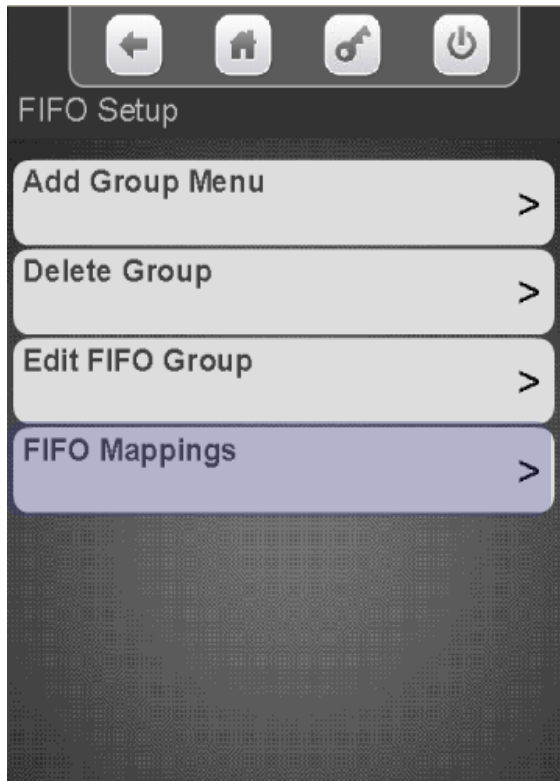 FIFO Setup
Add Group Menu
>
Delete Group
>
Edit FIFO Group
>
FIFO Mappings
>